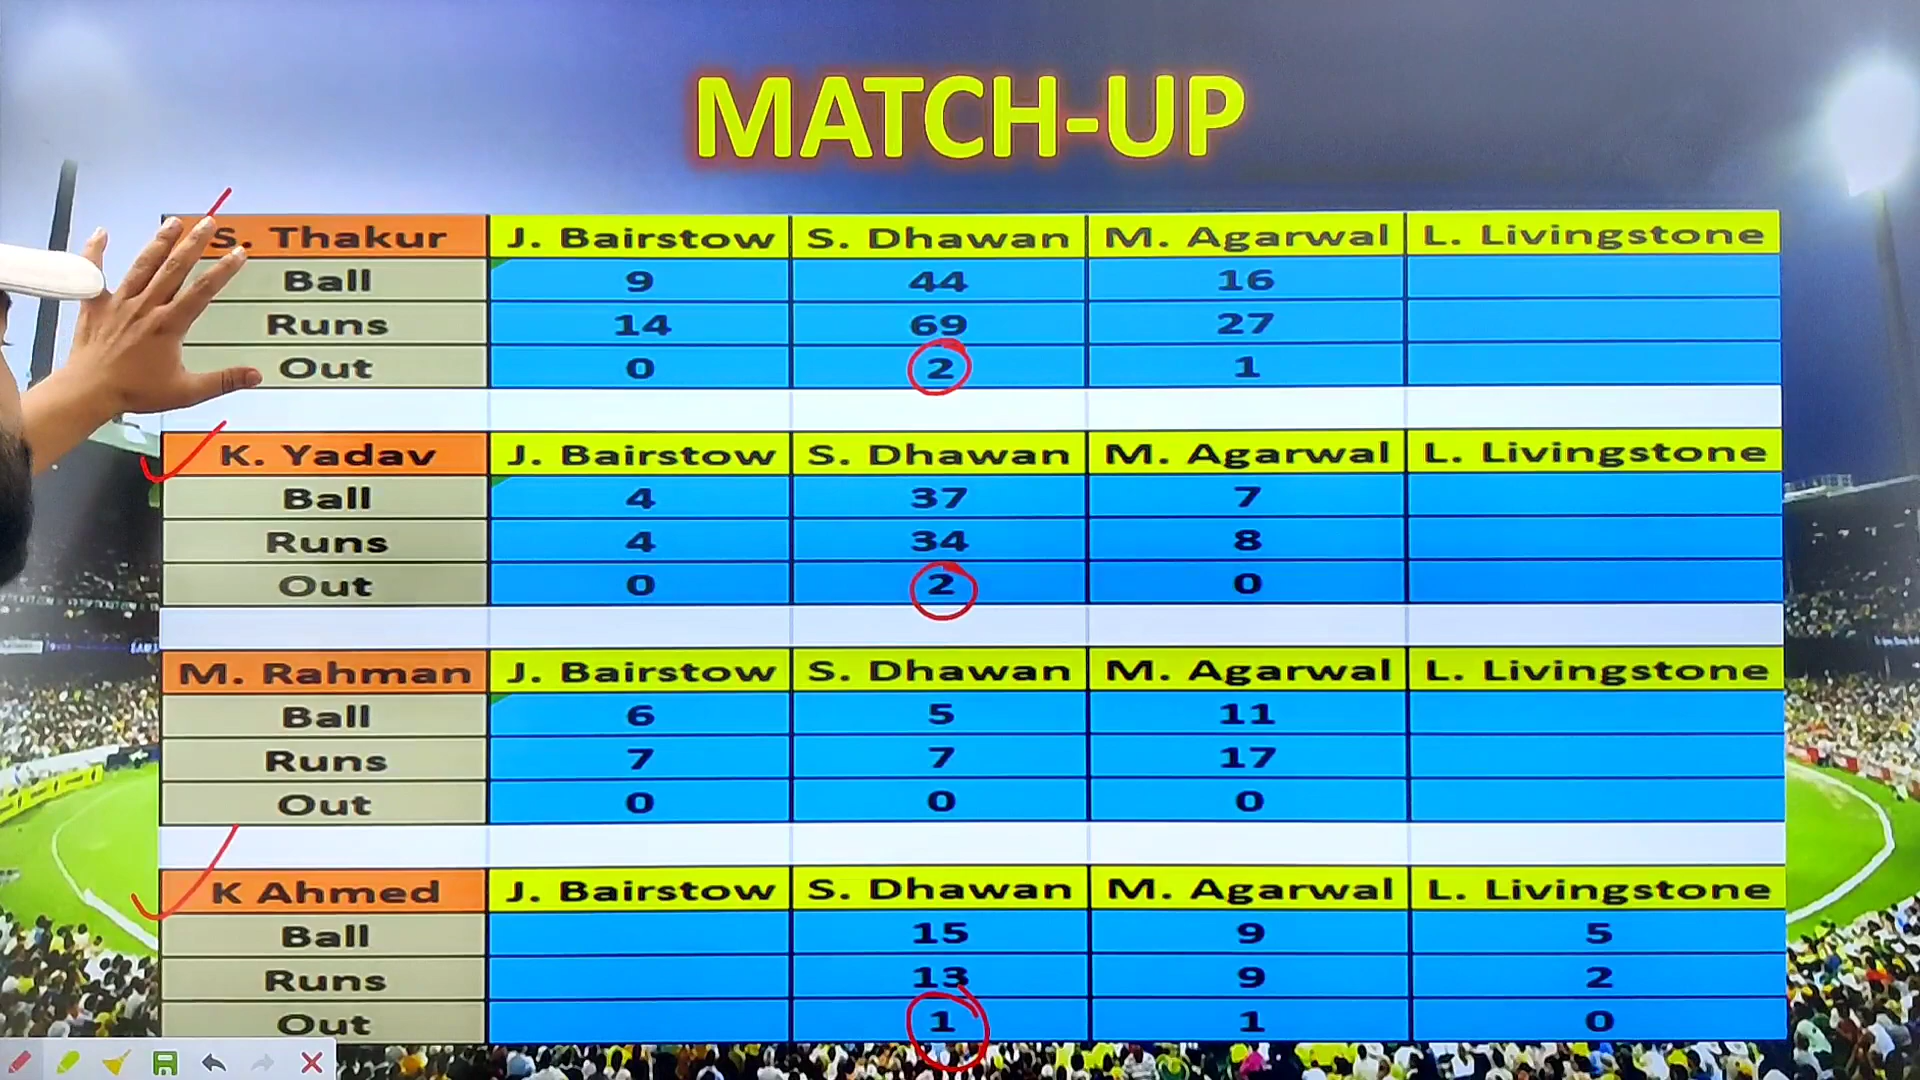 MATCH-UP
S. Thakur J. Bairstow S. Dhawan M. Agarwal L. Livingstone
Ball 9 44 16
Runs 14 69 27
Out 0 2 1
K. Yadav J. Bairstow S. Dhawan M. Agarwal L. Livingstone
Ball 4 37 7
Runs 4 34 8
Out 0 2 0
M. Rahman J. Bairstow S. Dhawan M. Agarwal L. Livingstone
Ball 6 5 11
Runs 7 7 17
Out 0 0 0
K Ahmed J. Bairstow S. Dhawan M. Agarwal L. Livingstone
Ball 15 9 5
Runs 13 9 2
Out 1 1 0